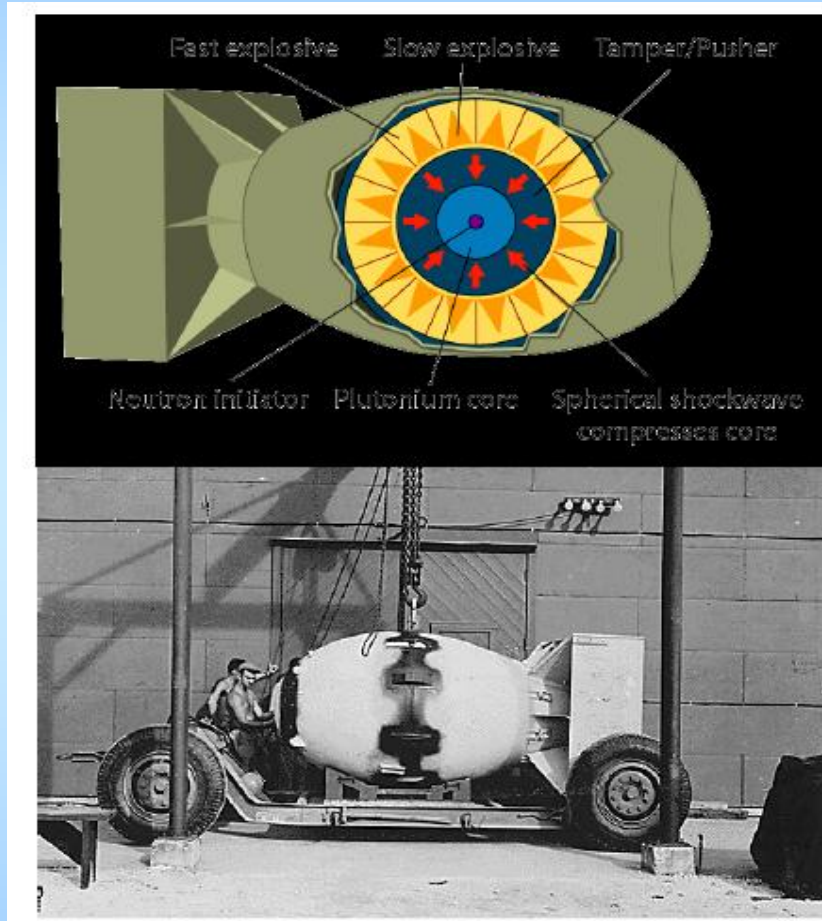 Fast explosive
Slow explosive
Tamper/Pusher
Neutron initiator
Plutonium core
Spherical shockwave
compresses core